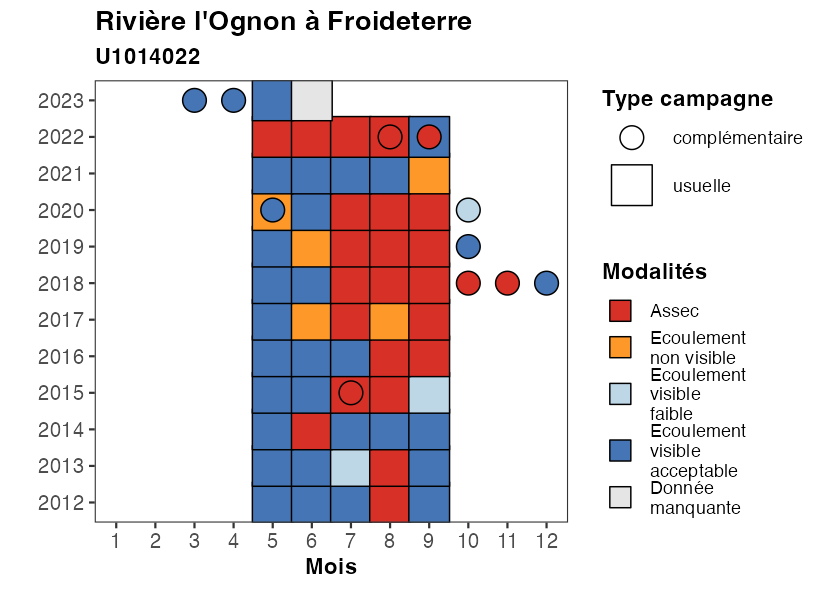 Rivière l'Ognon à Froideterre
U1014022
2023
2022
2021
2020
2019
2018
2017
2016
2015
2014
2013
2012
1 2 3 4 5 6 7 8 9 10 11 12
Mois
Type campagne
complémentaire
usuelle
Modalités
Assec
Ecoulement
non visible
Ecoulement
visible
faible
Ecoulement
visible
acceptable
Donnée
manquante